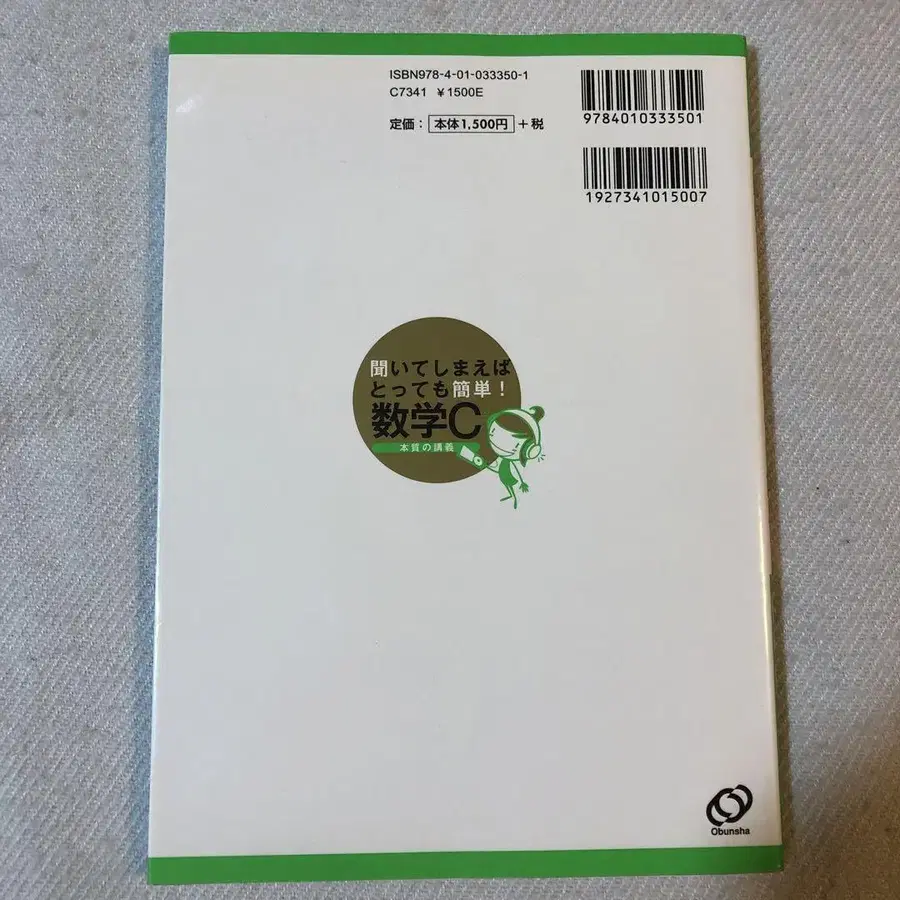 ISBN978-4-01-033350-1
C7341 ¥1500E
定価： 本体1,500円 +税
9784010333501
1927341015007
聞いてしまえば
とっても簡単！
数学C
本質の講義
Obunsha